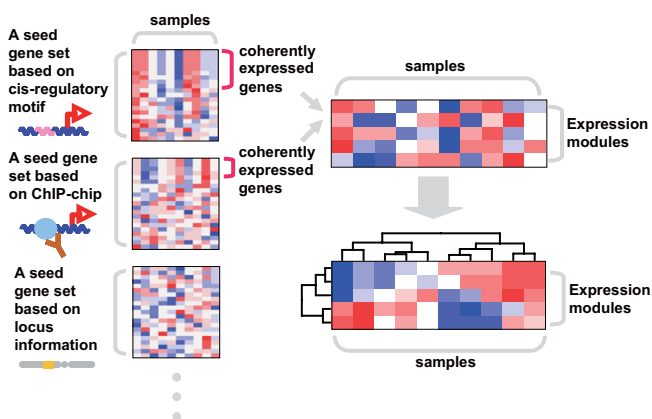 samples
A seed
gene set
based on
cis-regulatory
motif
coherently
expressed
genes
A seed gene
set based
on ChIP-chip
coherently
expressed
genes
A seed
gene set
based on
locus
information
samples
Expression
modules
Expression
modules
samples